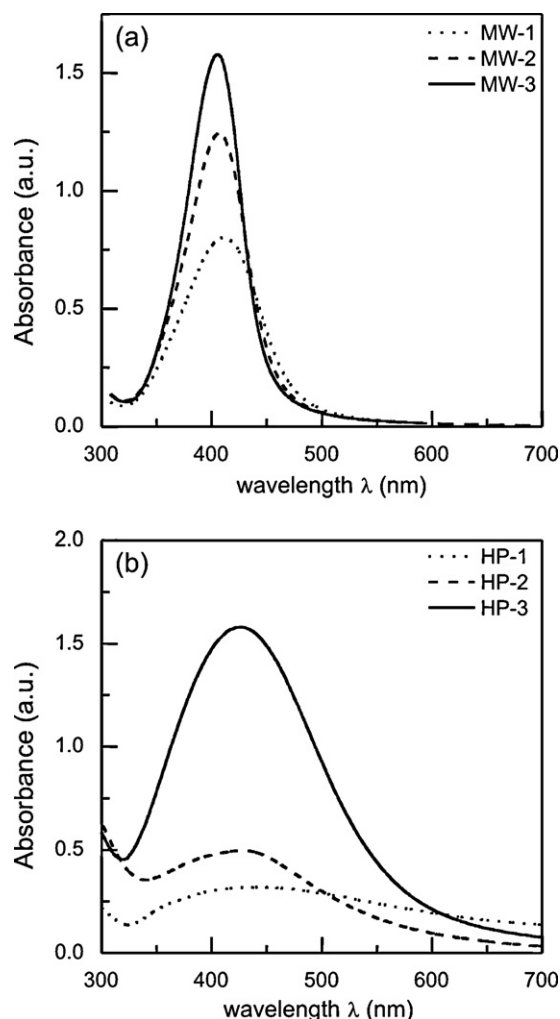 (a)
MW-1
MW-2
MW-3
Absorbance (a.u.)
1.5
1.0
0.5
0.0
300 400 500 600 700
wavelength λ (nm)
(b)
HP-1
HP-2
HP-3
Absorbance (a.u.)
2.0
1.5
1.0
0.5
0.0
300 400 500 600 700
wavelength λ (nm)